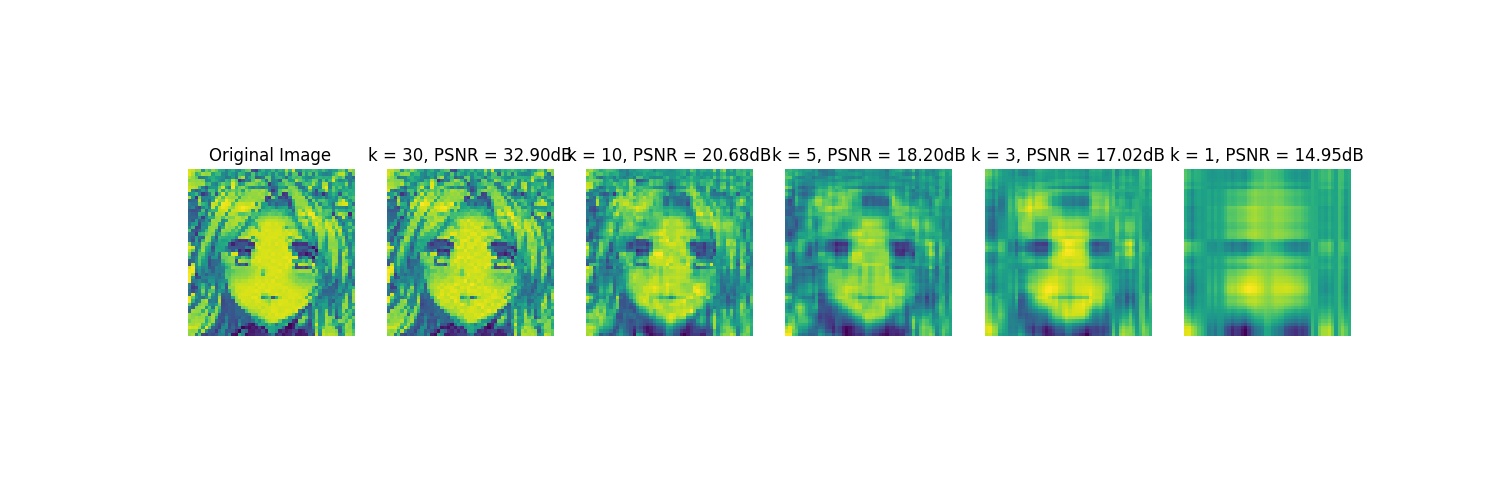 Original Image
k = 30, PSNR = 32.90dB
k = 10, PSNR = 20.68dB
k = 5, PSNR = 18.20dB
k = 3, PSNR = 17.02dB
k = 1, PSNR = 14.95dB